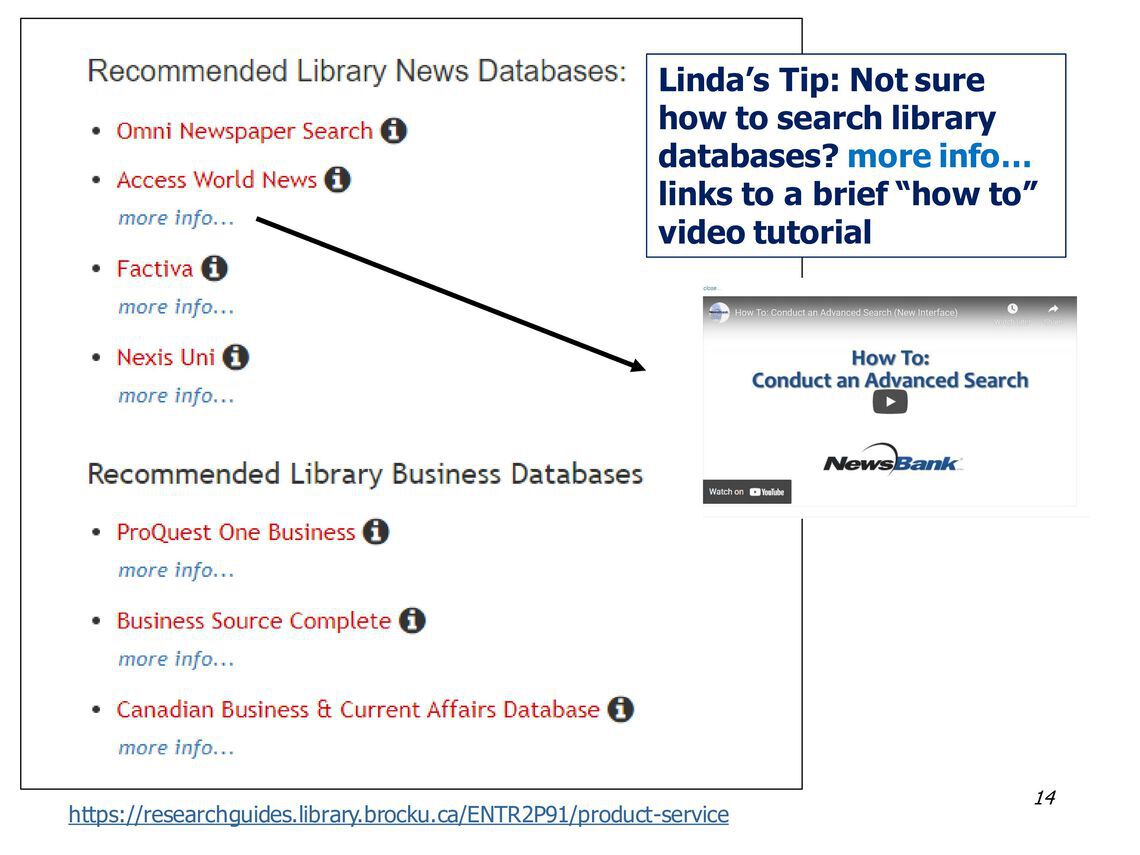 Recommended Library News Databases:
• Omni Newspaper Search
• Access World News
more info...
• Factiva
more info...
• Nexis Uni
more info...
Recommended Library Business Databases
• ProQuest One Business
more info...
• Business Source Complete
more info...
• Canadian Business & Current Affairs Database
more info...
Linda’s Tip: Not sure
how to search library
databases? more info…
links to a brief “how to”
video tutorial
close...
How To: Conduct an Advanced Search (New Interface)
Watch later
Share
How To:
Conduct an Advanced Search
NewsBank
Watch on YouTube
https://researchguides.library.brocku.ca/ENTR2P91/product-service
14